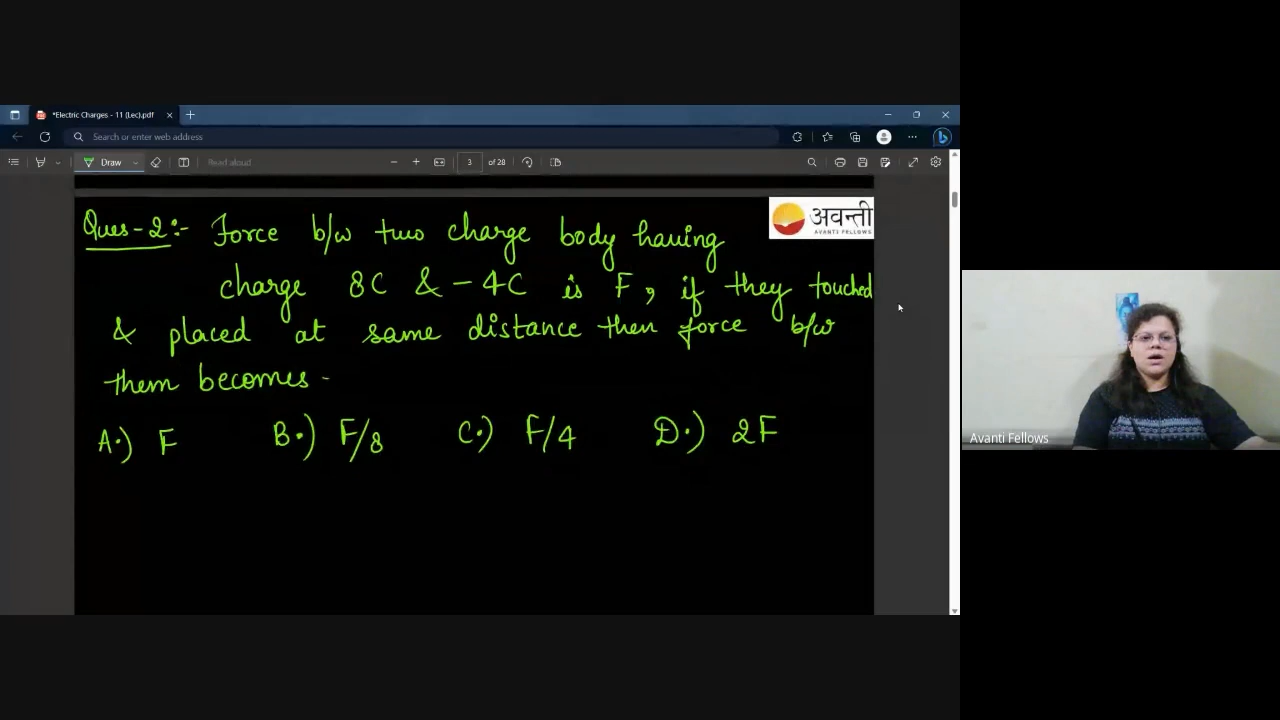 *Electric Charges - 11 (Lec).pdf
Search or enter web address
Draw
Read aloud
3 of 28
अवन्ती
AVANTI FELLOWS
Ques-2:- Force b/w two charge body having
charge 8C & -4C is F, if they touched
& placed at same distance then force b/w
them becomes -
A.) F B.) F/8 C.) F/4 D.) 2F
Avanti Fellows